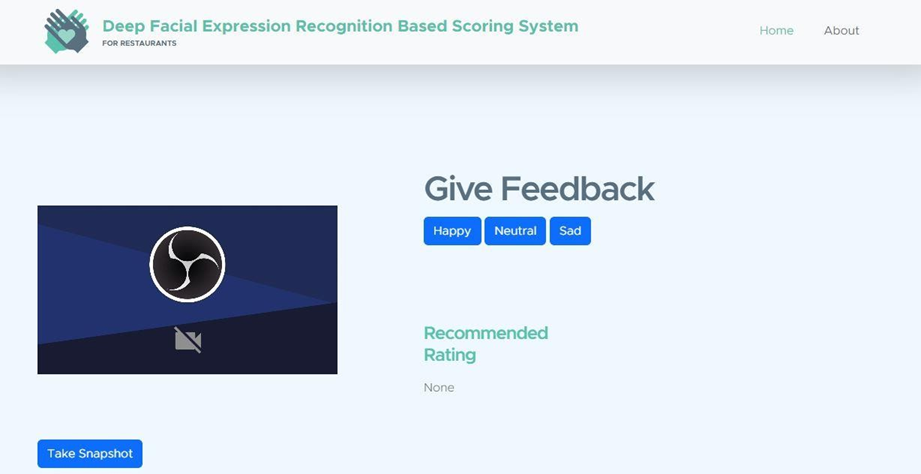 Deep Facial Expression Recognition Based Scoring System
FOR RESTAURANTS
Home About
Give Feedback
Happy Neutral Sad
Recommended
Rating
None
Take Snapshot